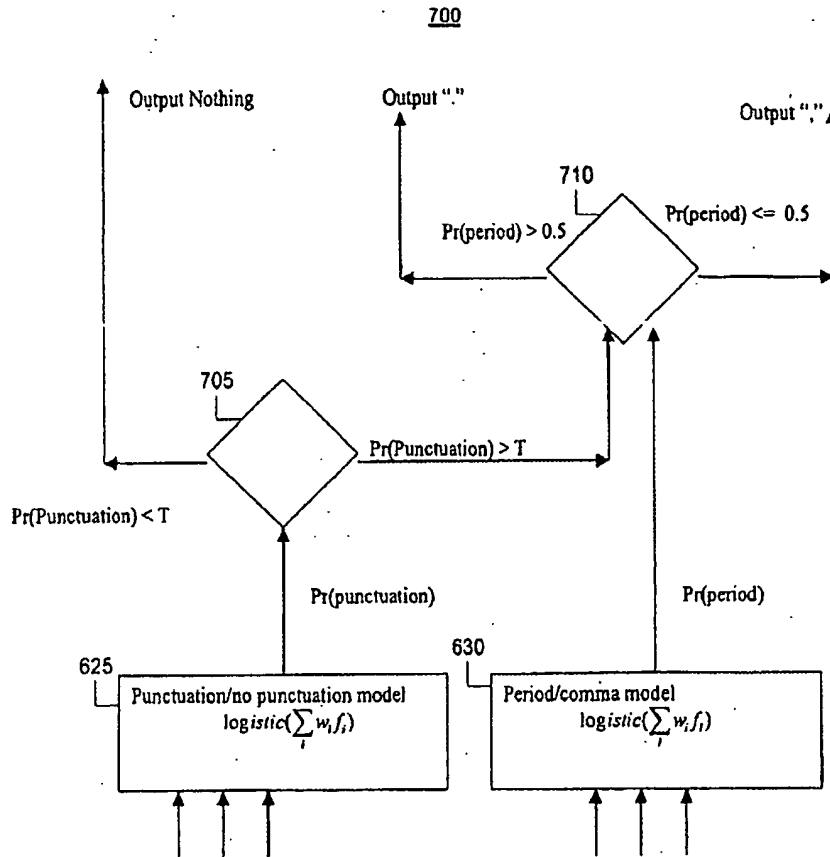 700
Output Nothing
Output "."
Output ","
710
Pr(period) > 0.5
Pr(period) <= 0.5
705
Pr(Punctuation) > T
Pr(Punctuation) < T
Pr(punctuation)
Pr(period)
625
Punctuation/no punctuation model
logistic(∑ᵢ wᵢfᵢ)
630
Period/comma model
logistic(∑ᵢ wᵢfᵢ)